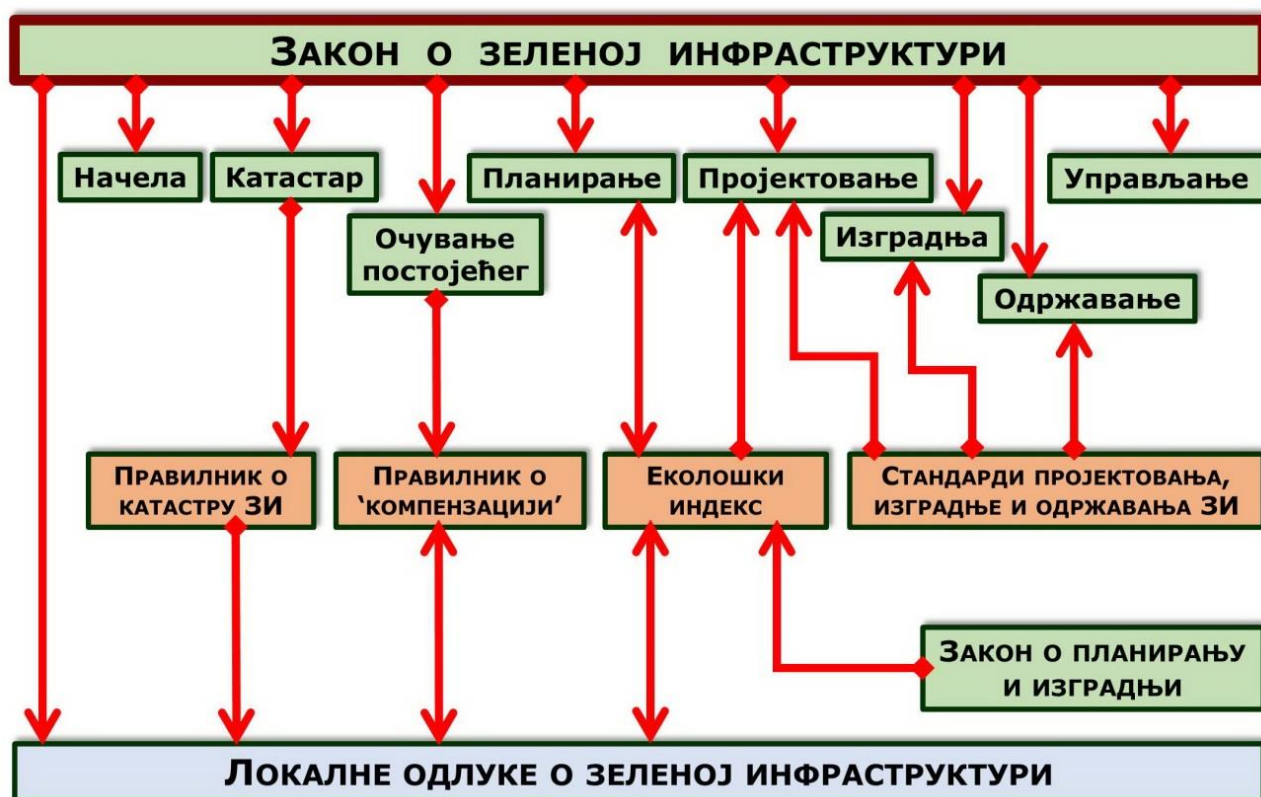 ЗАКОН О ЗЕЛЕНОЈ ИНФРАСТРУКТУРИ
Начела
Катастар
Планирање
Пројектовање
Управљање
Очување
постојећег
Изградња
Одржавање
ПРАВИЛНИК О
КАТАСТРУ ЗИ
ПРАВИЛНИК О
‘КОМПЕНЗАЦИЈИ’
ЕКОЛОШКИ
ИНДЕКС
СТАНДАРДИ ПРОЈЕКТОВАЊА,
ИЗГРАДЊЕ И ОДРЖАВАЊА ЗИ
ЗАКОН О ПЛАНИРАЊУ
И ИЗГРАДЊИ
ЛОКАЛНЕ ОДЛУКЕ О ЗЕЛЕНОЈ ИНФРАСТРУКТУРИ